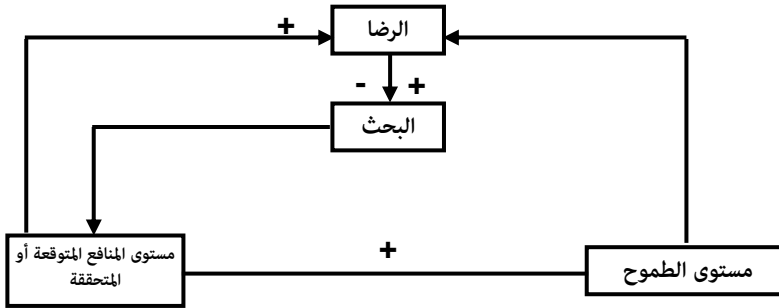 الرضا
+
- +
البحث
مستوى المنافع المتوقعة أو
المتحققة
+
مستوى الطموح